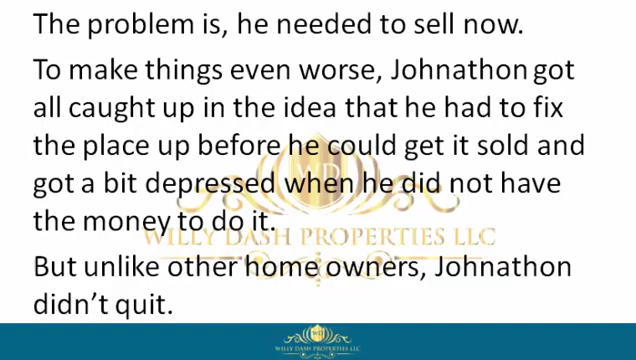 The problem is, he needed to sell now.
To make things even worse, Johnathon got
all caught up in the idea that he had to fix
the place up before he could get it sold and
got a bit depressed when he did not have
the money to do it.
WILLY DASH PROPERTIES LLC
But unlike other home owners, Johnathon
didn’t quit.
WILLY DASH PROPERTIES LLC